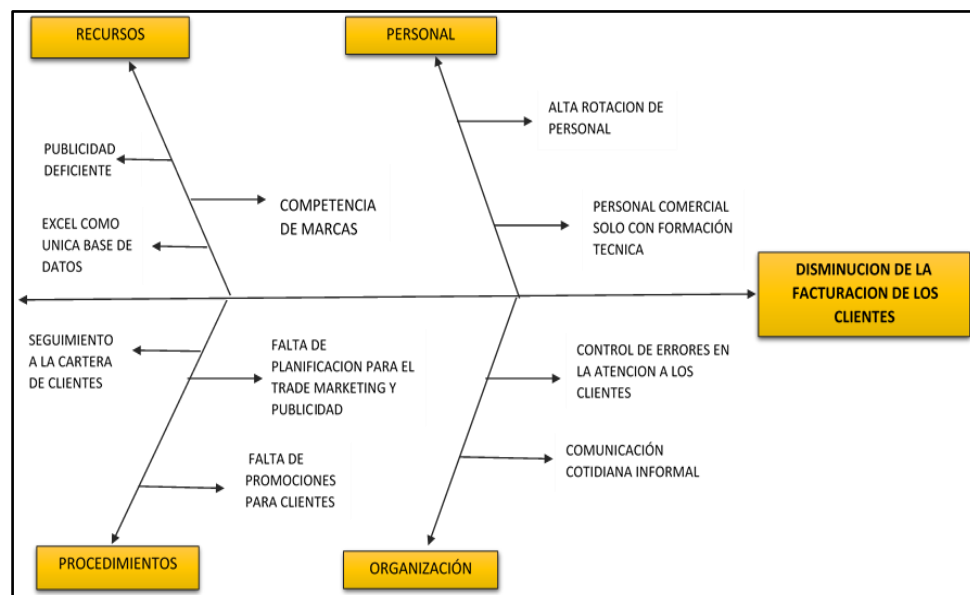 RECURSOS
PERSONAL
ALTA ROTACION DE
PERSONAL
PUBLICIDAD
DEFICIENTE
COMPETENCIA
DE MARCAS
PERSONAL COMERCIAL
SOLO CON FORMACIÓN
TECNICA
EXCEL COMO
UNICA BASE DE
DATOS
DISMINUCION DE LA
FACTURACION DE LOS
CLIENTES
SEGUIMIENTO
A LA CARTERA
DE CLIENTES
FALTA DE
PLANIFICACION PARA EL
TRADE MARKETING Y
PUBLICIDAD
CONTROL DE ERRORES EN
LA ATENCION A LOS
CLIENTES
FALTA DE
PROMOCIONES
PARA CLIENTES
COMUNICACIÓN
COTIDIANA INFORMAL
PROCEDIMIENTOS
ORGANIZACIÓN